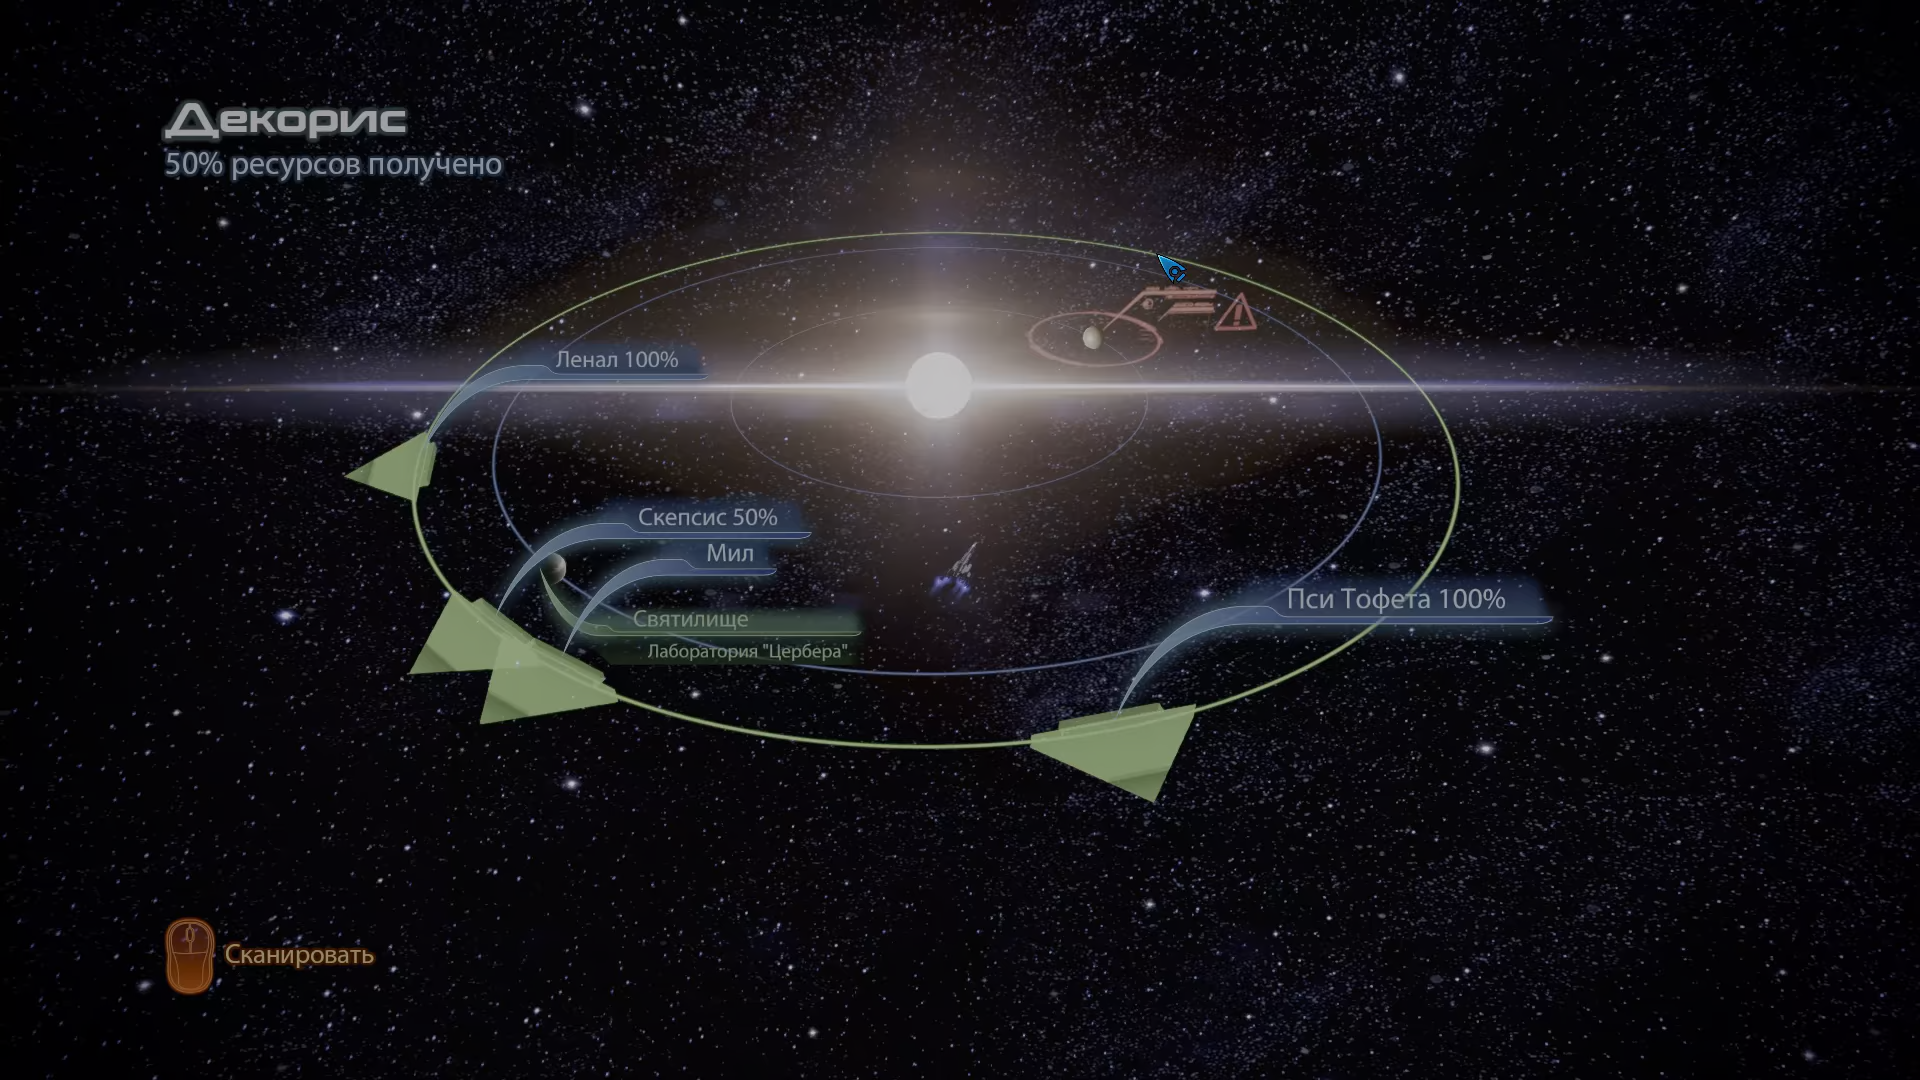 Декорис
50% ресурсов получено
Ленал 100%
Скепсис 50%
Мил
Святилище
Лаборатория "Цербера"
Пси Тофета 100%
Сканировать